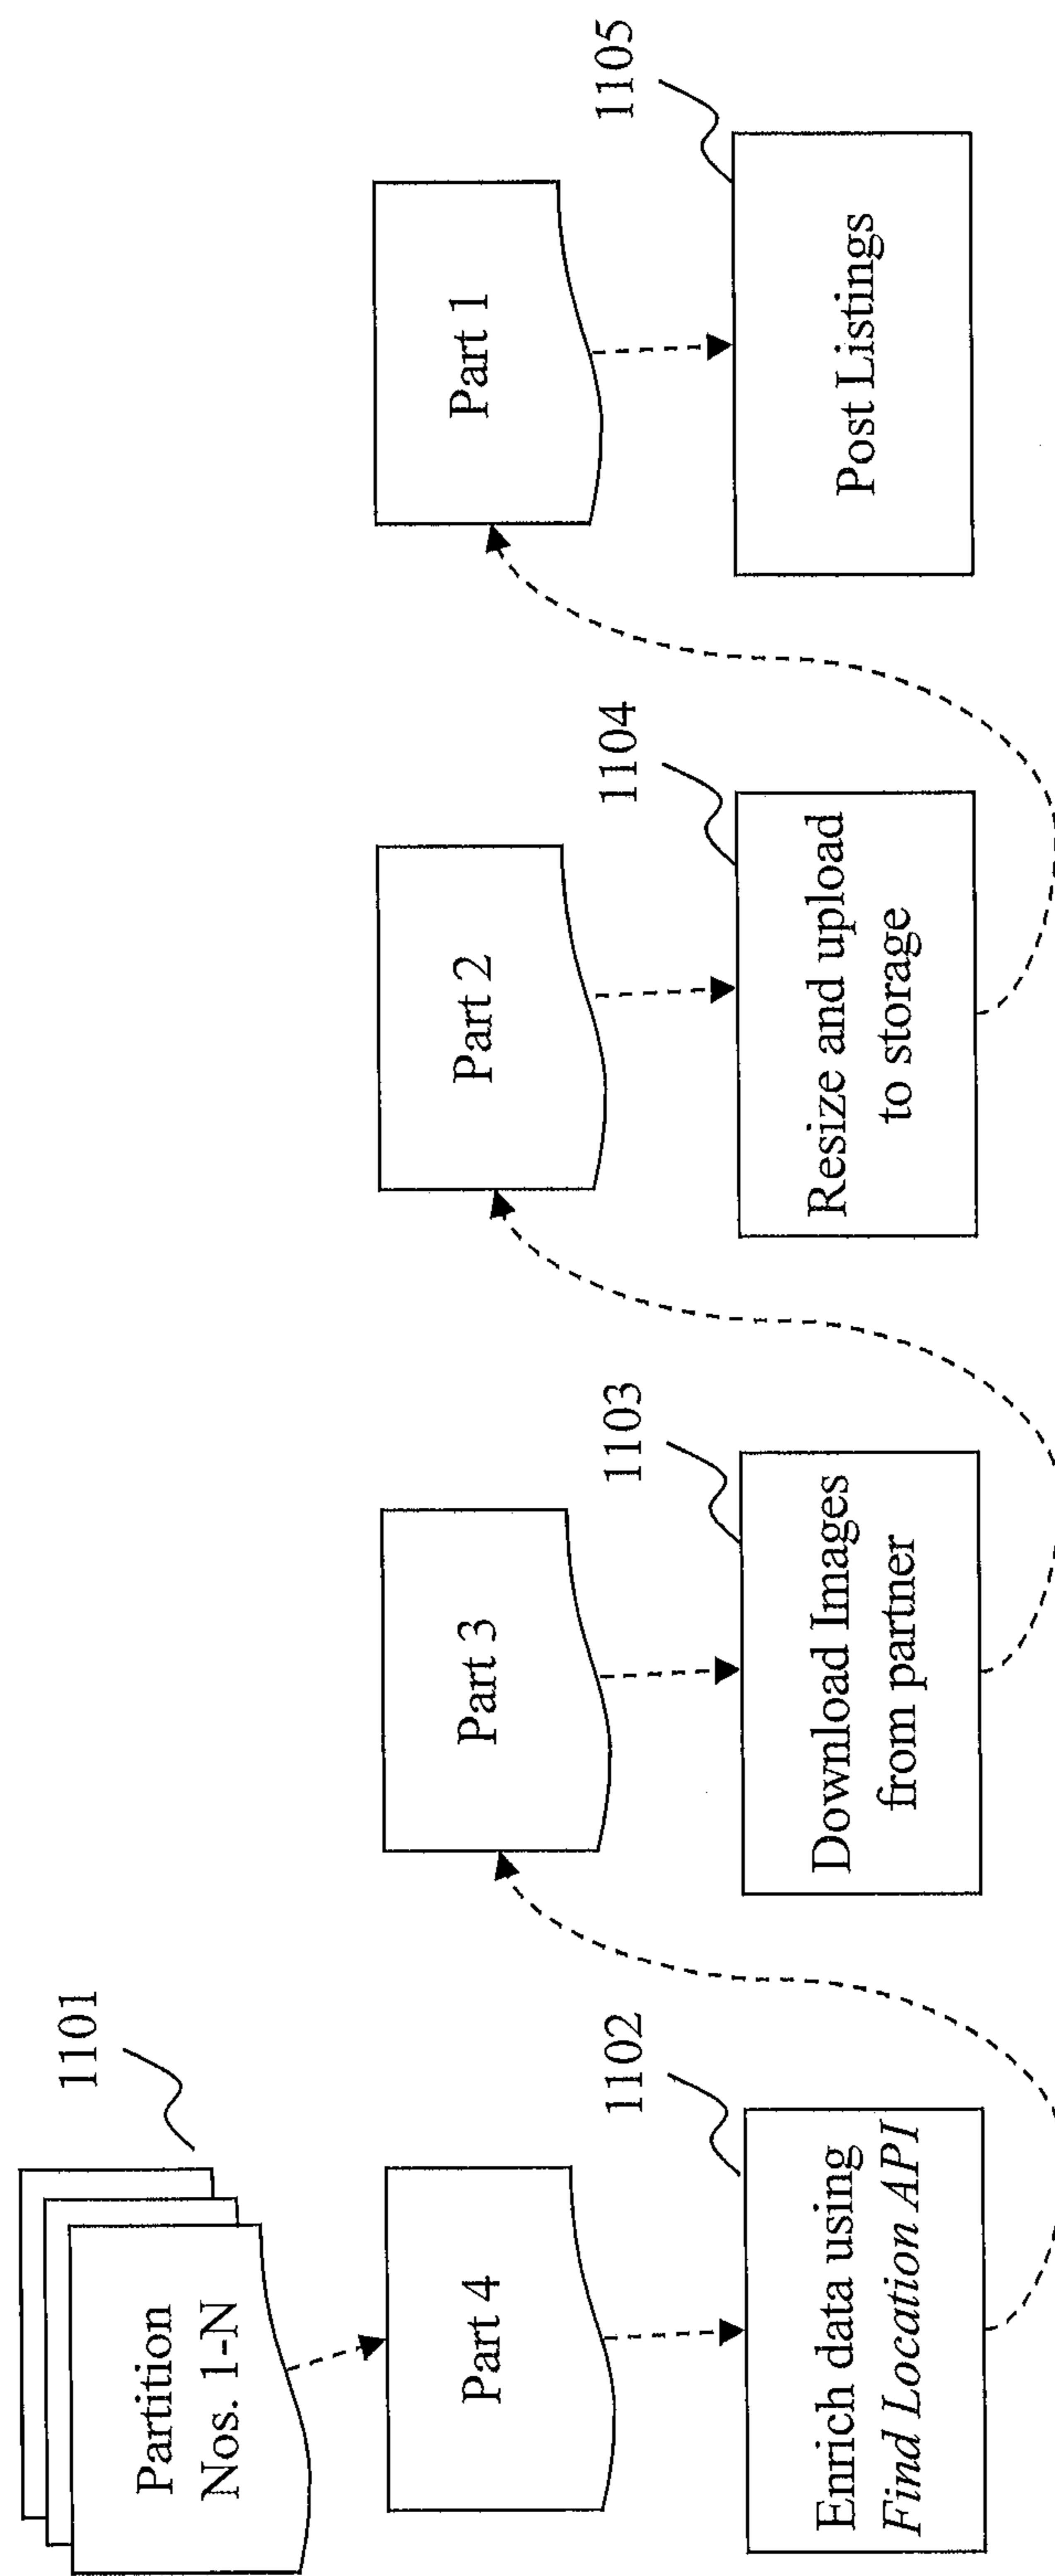 1101
Partition
Nos. 1-N
Part 4
1102
Enrich data using
Find Location API
Part 3
1103
Download Images
from partner
Part 2
1104
Resize and upload
to storage
Part 1
1105
Post Listings